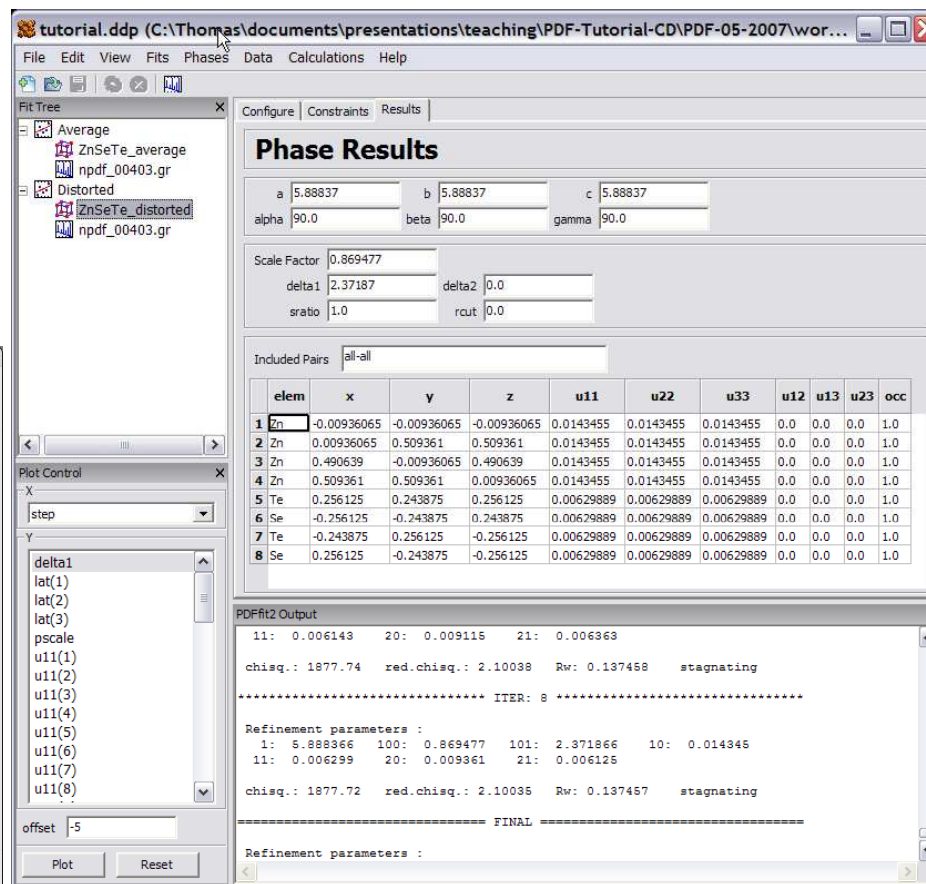 tutorial.ddp (C:\Thomas\documents\presentations\teaching\PDF-Tutorial-CD\PDF-05-2007\wor...
File Edit View Fits Phases Data Calculations Help
Fit Tree
Average
ZnSeTe_average
npdf_00403.gr
Distorted
ZnSeTe_distorted
npdf_00403.gr
Configure Constraints Results
Phase Results
a 5.88837 b 5.88837 c 5.88837
alpha 90.0 beta 90.0 gamma 90.0
Scale Factor 0.869477
delta1 2.37187 delta2 0.0
sratio 1.0 rcut 0.0
Included Pairs all-all
elem x y z u11 u22 u33 u12 u13 u23 occ
1 Zn -0.00936065 -0.00936065 -0.00936065 0.0143455 0.0143455 0.0143455 0.0 0.0 0.0 1.0
2 Zn 0.00936065 0.509361 0.509361 0.0143455 0.0143455 0.0143455 0.0 0.0 0.0 1.0
3 Zn 0.490639 -0.00936065 0.490639 0.0143455 0.0143455 0.0143455 0.0 0.0 0.0 1.0
4 Zn 0.509361 0.509361 0.00936065 0.0143455 0.0143455 0.0143455 0.0 0.0 0.0 1.0
5 Te 0.256125 0.243875 0.256125 0.00629889 0.00629889 0.00629889 0.0 0.0 0.0 1.0
6 Se -0.256125 -0.243875 0.243875 0.00629889 0.00629889 0.00629889 0.0 0.0 0.0 1.0
7 Te -0.243875 0.256125 -0.256125 0.00629889 0.00629889 0.00629889 0.0 0.0 0.0 1.0
8 Se 0.256125 -0.243875 -0.256125 0.00629889 0.00629889 0.00629889 0.0 0.0 0.0 1.0
Plot Control
X
step
Y
delta1
lat(1)
lat(2)
lat(3)
pscale
u11(1)
u11(2)
u11(3)
u11(4)
u11(5)
u11(6)
u11(7)
u11(8)
offset -5
Plot Reset
PDFfit2 Output
11: 0.006143 20: 0.009115 21: 0.006363
chisq.: 1877.74 red.chisq.: 2.10038 Rw: 0.137458 stagnating
******************************* ITER: 8 *******************************
Refinement parameters :
1: 5.888366 100: 0.869477 101: 2.371866 10: 0.014345
11: 0.006299 20: 0.009361 21: 0.006125
chisq.: 1877.72 red.chisq.: 2.10035 Rw: 0.137457 stagnating
================================ FINAL ==================================
Refinement parameters :